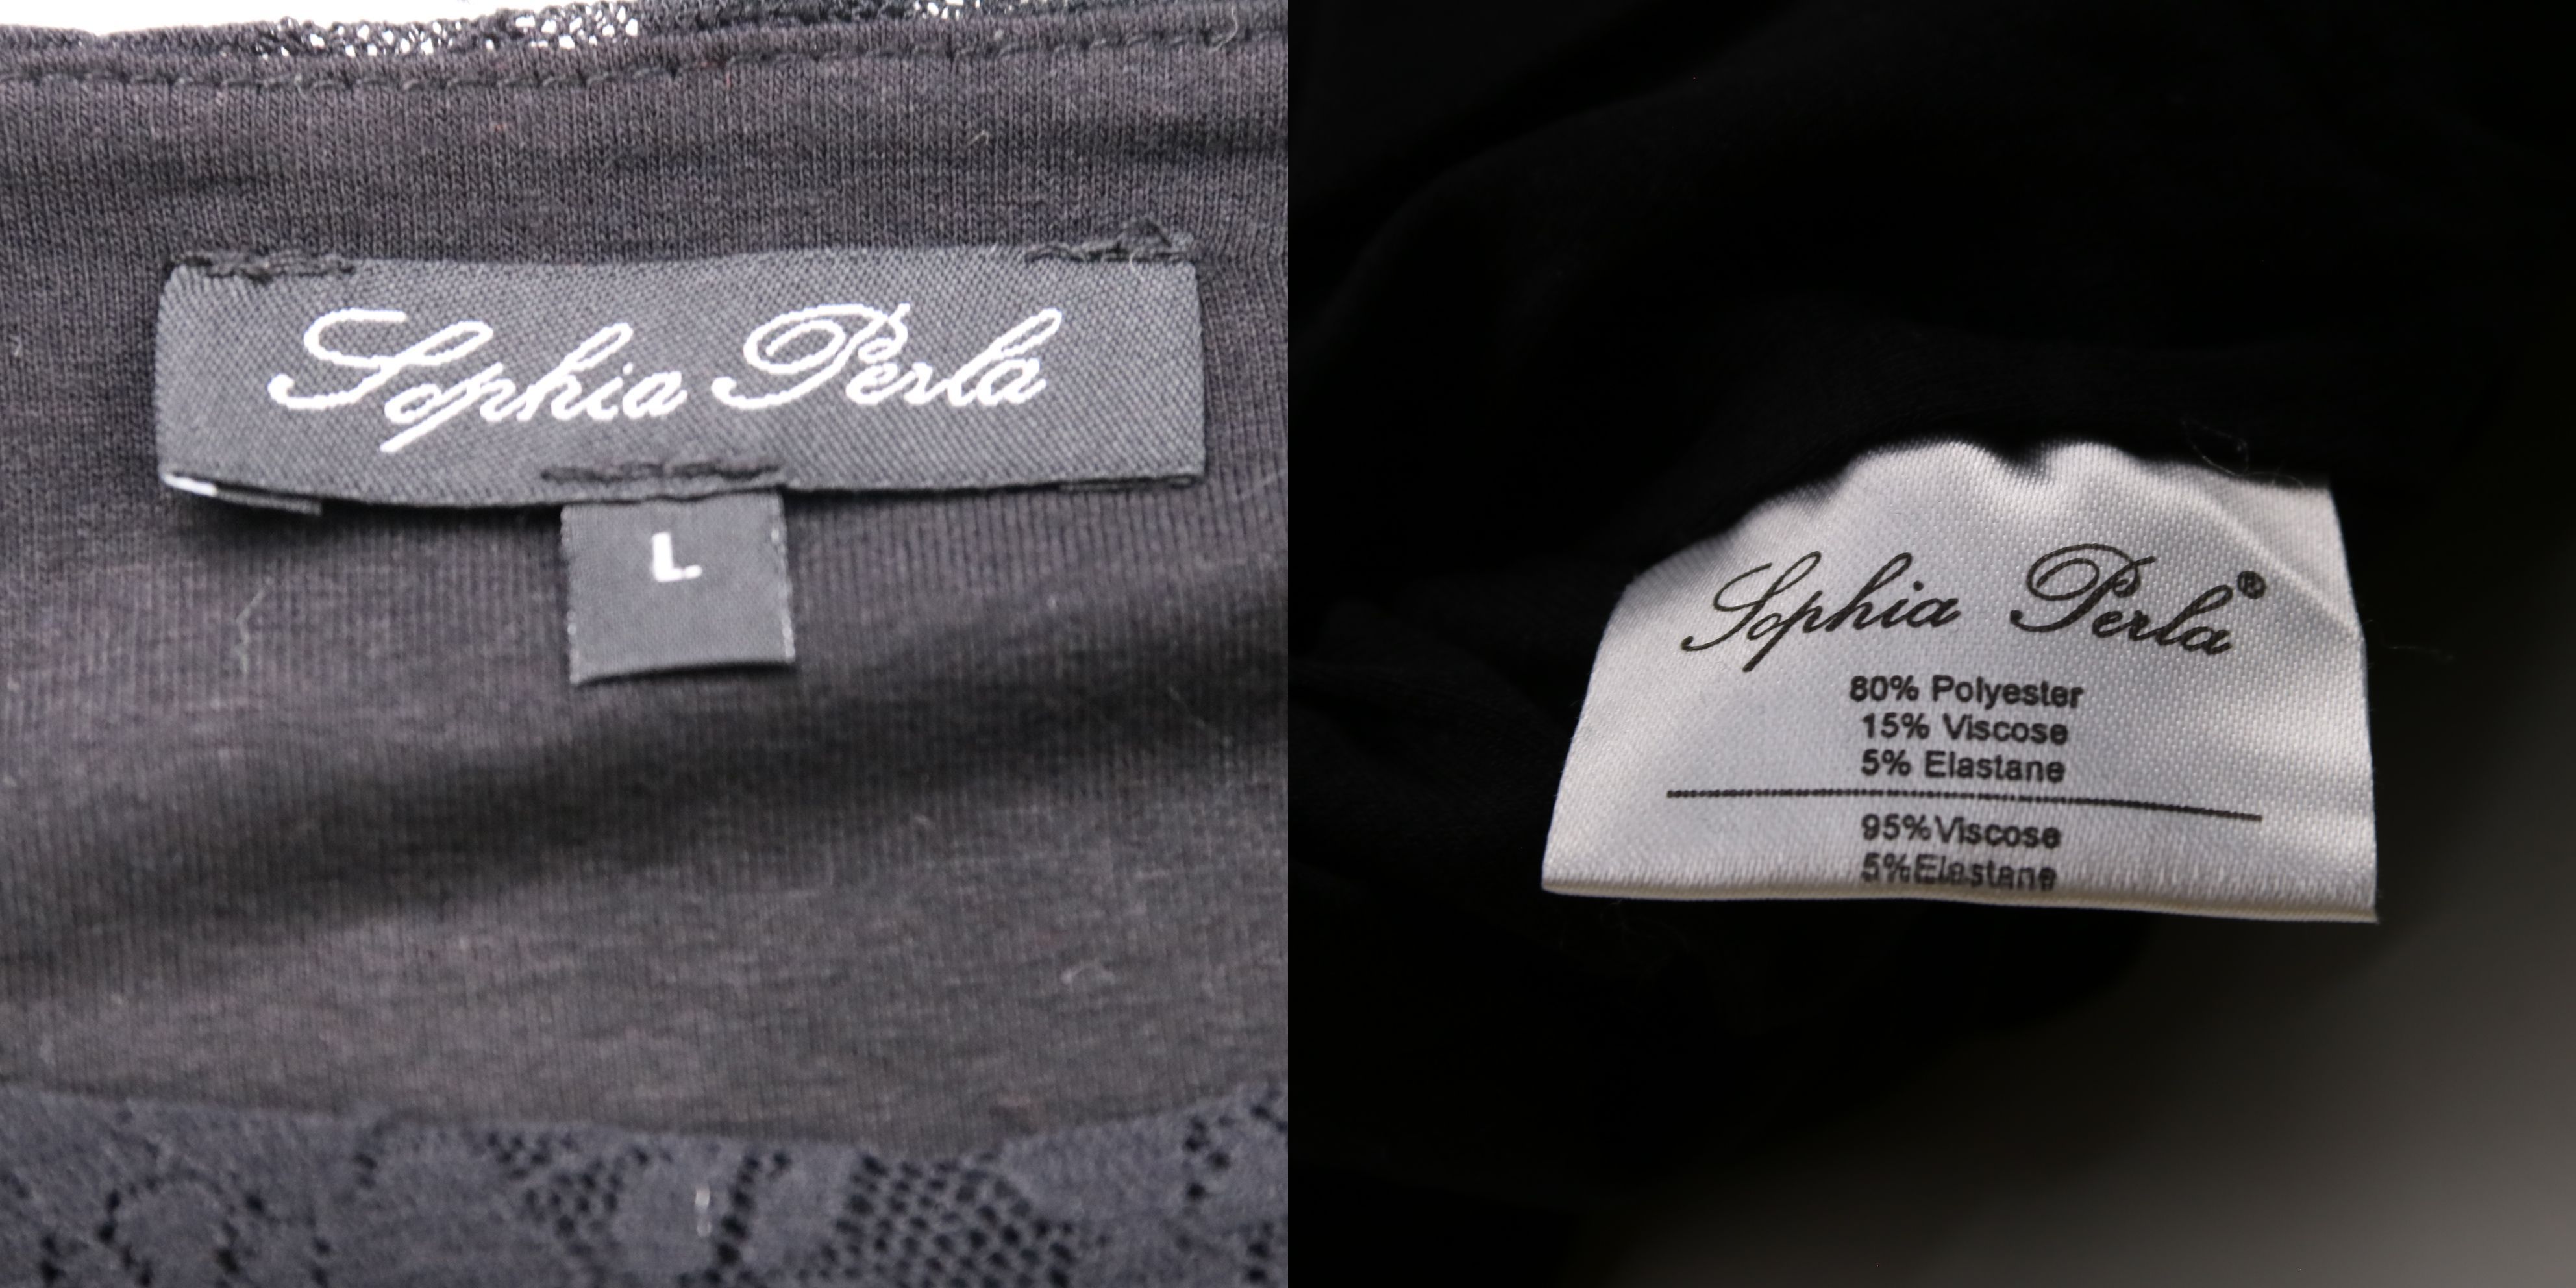 Sophia Perla
L
Sophia Perla®
80% Polyester
15% Viscose
5% Elastane
95%Viscose
5%Elastane